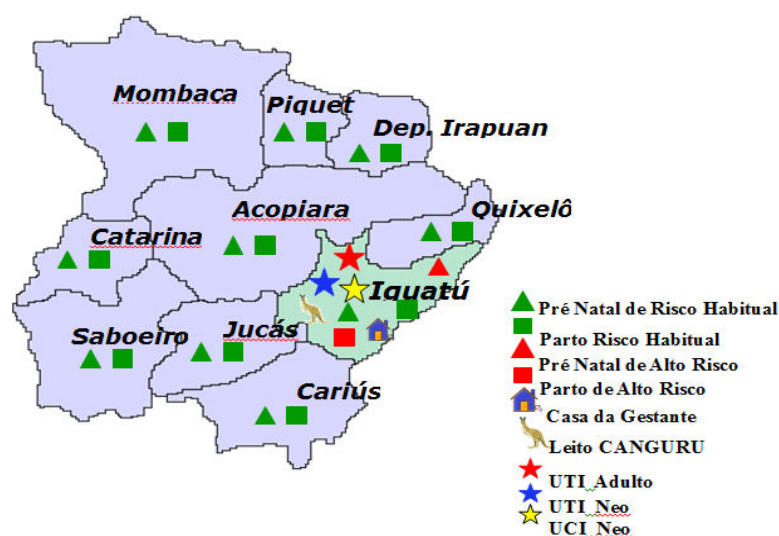 Mombaça
Piquet
Dep. Irapuan
Acopiara
Quixelô
Catarina
Iguatú
Saboeiro
Jucás
Cariús
Pré Natal de Risco Habitual
Parto Risco Habitual
Pré Natal de Alto Risco
Parto de Alto Risco
Casa da Gestante
Leito CANGURU
UTI Adulto
UTI Neo
UCI Neo